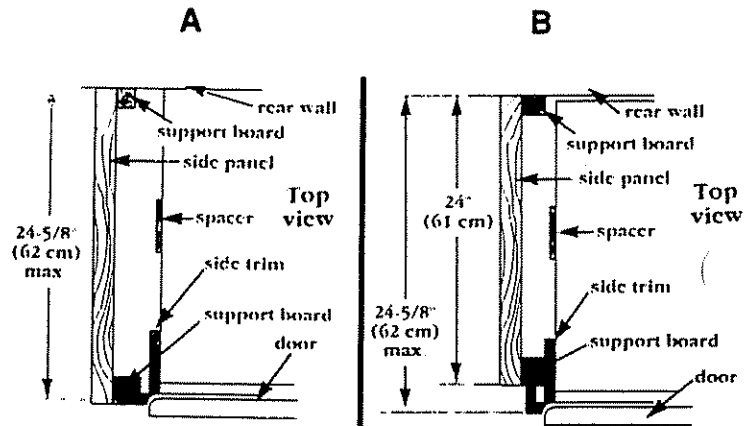 A
rear wall
support board
side panel
Top
view
24-5/8"
(62 cm)
max
spacer
side trim
support board
door
B
rear wall
support board
side panel
24"
(61 cm)
Top
view
spacer
side trim
24-5/8"
(62 cm)
max
support board
door